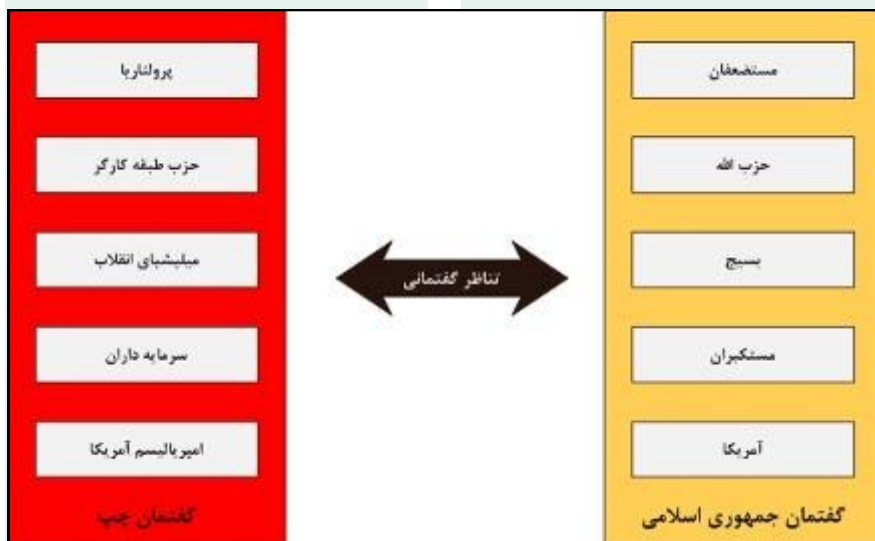 مستضعفان
حزب الله
بسیج
مستکبران
آمریکا
گفتمان جمهوری اسلامی
تناظر گفتمانی
پرولتاریا
حزب طبقه کارگر
میلیشیای انقلاب
سرمایه داران
امپریالیسم آمریکا
گفتمان چپ